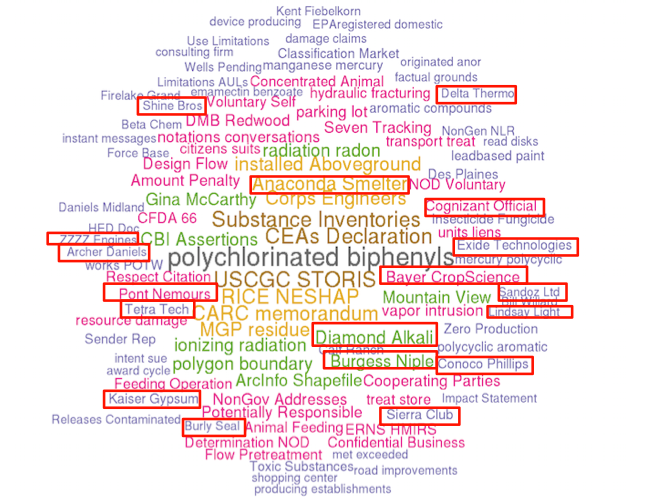 Kent Fiebelkorn
device producing EPAregistered domestic
Use Limitations damage claims
consulting firm Classification Market
Wells Pending manganese mercury originated anor
Limitations AULs Concentrated Animal factual grounds
Firelake Grand emamectin benzoate hydraulic fracturing Delta Thermo
Shine Bros Voluntary Self parking lot aromatic compounds
Beta Chem DMB Redwood Seven Tracking NonGen NLR
instant messages notations conversations transport treat read disks
Force Base citizens suits radiation radon leadbased paint
Design Flow installed Aboveground Des Plaines
Amount Penalty Anaconda Smelter NOD Voluntary
Daniels Midland Gina McCarthy Corps Engineers Cognizant Official
CFDA 66 Substance Inventories insecticide Fungicide
HED Doc units liens
ZZZZ Engines CBI Assertions CEAs Declaration Exide Technologies
Archer Daniels polychlorinated biphenyls mercury polycyclic
works POTW
Respect Citation USCGC STORIS Bayer CropScience
Pont Nemours RICE NESHAP Mountain View Sandoz Ltd
Bill Willard
Tetra Tech CARC memorandum vapor intrusion Lindsay Light
resource damage MGP residue Zero Production
Sender Rep ionizing radiation Diamond Alkali polycyclic aromatic
Carr Ranch
intent sue polygon boundary Burgess Niple Conoco Phillips
award cycle
Feeding Operation ArcInfo Shapefile Cooperating Parties
Kaiser Gypsum NonGov Addresses treat store Impact Statement
Releases Contaminated Potentially Responsible Sierra Club
Burly Seal Animal Feeding ERNS HMIRS
Determination NOD Confidential Business
Flow Pretreatment met exceeded
Toxic Substances road improvements
shopping center
producing establishments